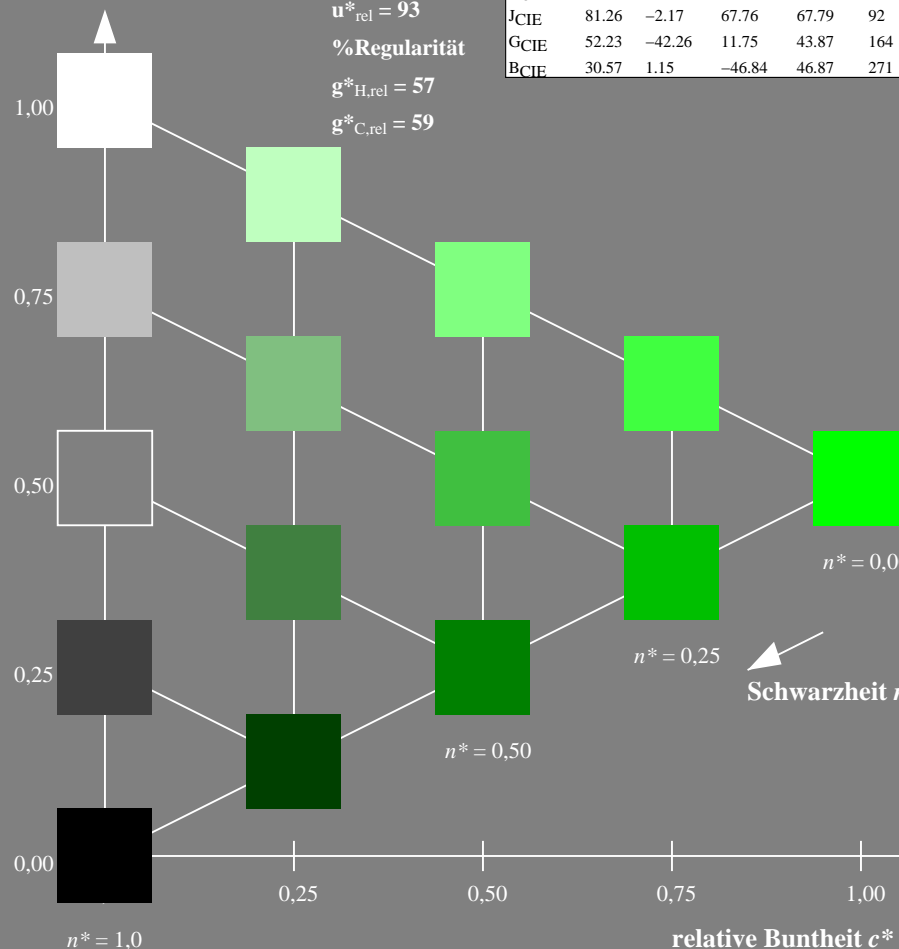 u*rel = 93
%Regularität
g*H,rel = 57
g*C,rel = 59
JCIE 81.26 −2.17 67.76 67.79 92
GCIE 52.23 −42.26 11.75 43.87 164
BCIE 30.57 1.15 −46.84 46.87 271
1,00
0,75
0,50
0,25
0,00
n* = 0,0
n* = 0,25
Schwarzheit
n* = 0,50
0,25 0,50 0,75 1,00
n* = 1,0
relative Buntheit c*